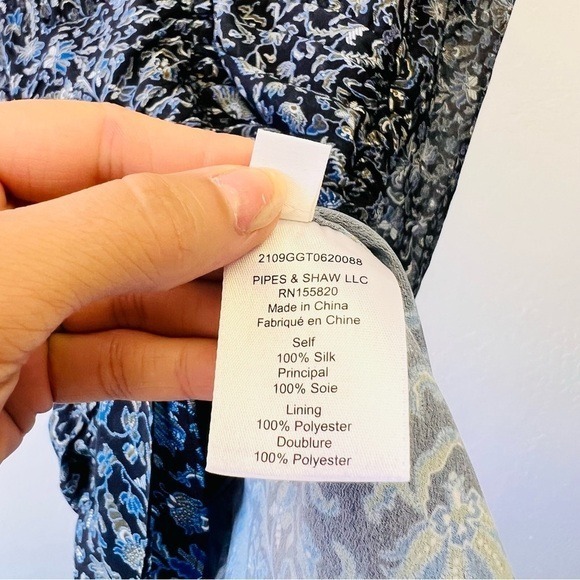 2109GGT0620088
PIPES & SHAW LLC
RN155820
Made in China
Fabriqué en Chine
Self
100% Silk
Principal
100% Soie
Lining
100% Polyester
Doublure
100% Polyester